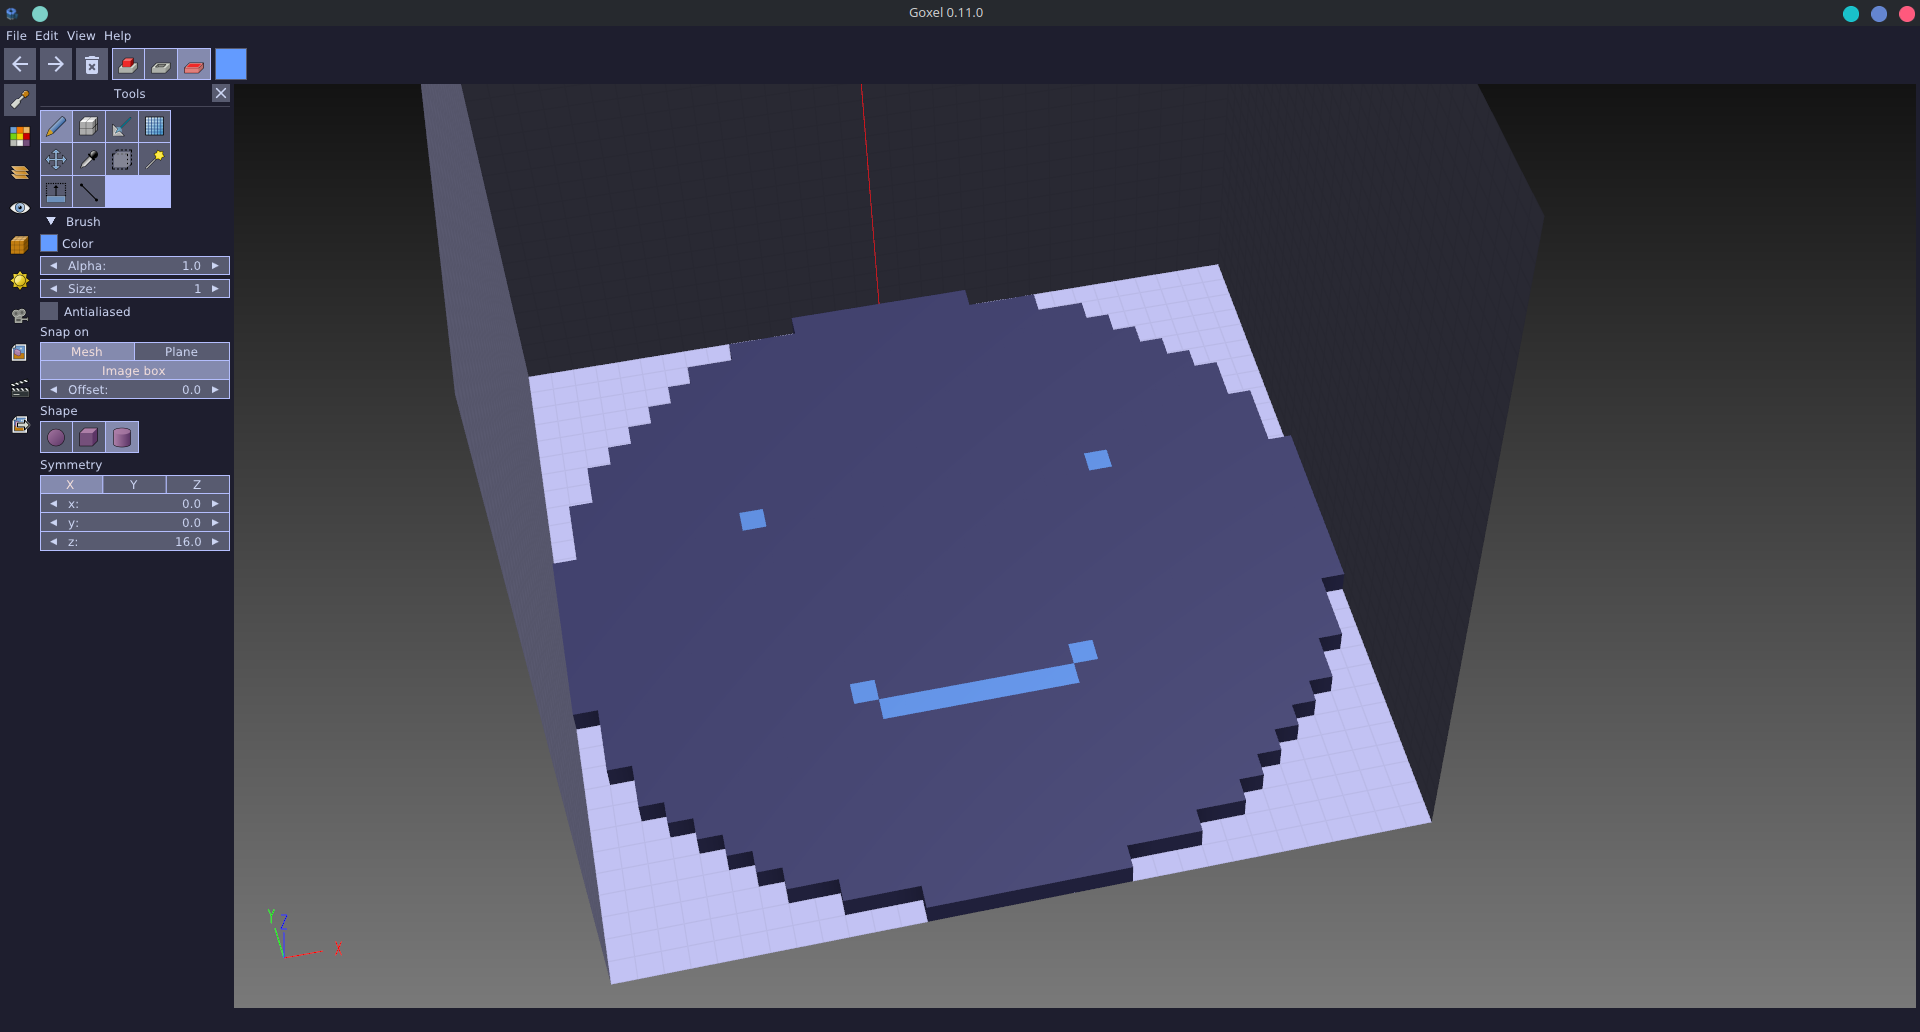 Goxel 0.11.0
File Edit View Help
Tools
Brush
Color
Alpha: 1.0
Size: 1
Antialiased
Snap on
Mesh Plane
Image box
Offset: 0.0
Shape
Symmetry
X Y Z
x: 0.0
y: 0.0
z: 16.0
Y Z X